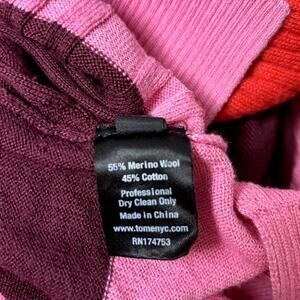 55% Merino Wool
45% Cotton
Professional
Dry Clean Only
Made in China
www.tomenyc.com
RN174753